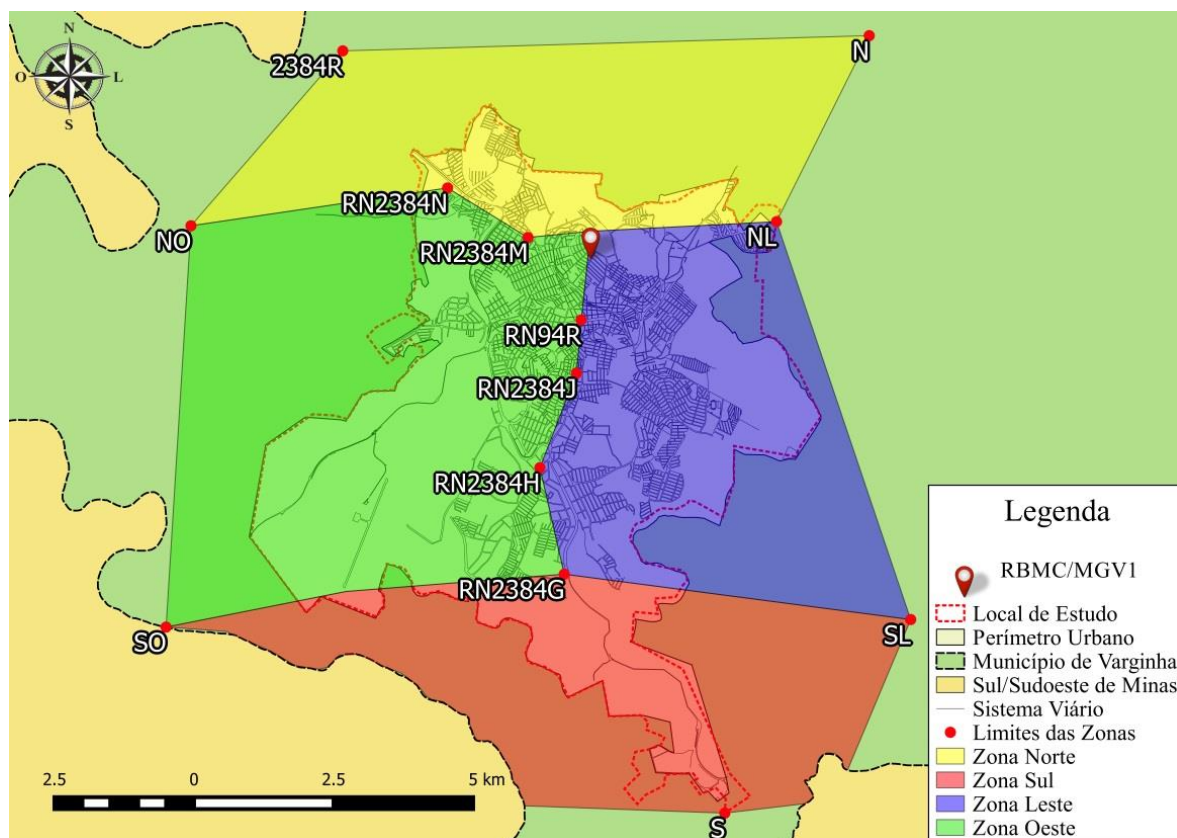 N
O
L
S
2384R
N
RN2384N
NO
RN2384M
NL
RN94R
RN2384J
RN2384H
RN2384G
SO
SL
S
2.5 0 2.5 5 km
Legenda
RBMC/MGV1
Local de Estudo
Perímetro Urbano
Município de Varginha
Sul/Sudoeste de Minas
Sistema Viário
Limites das Zonas
Zona Norte
Zona Sul
Zona Leste
Zona Oeste